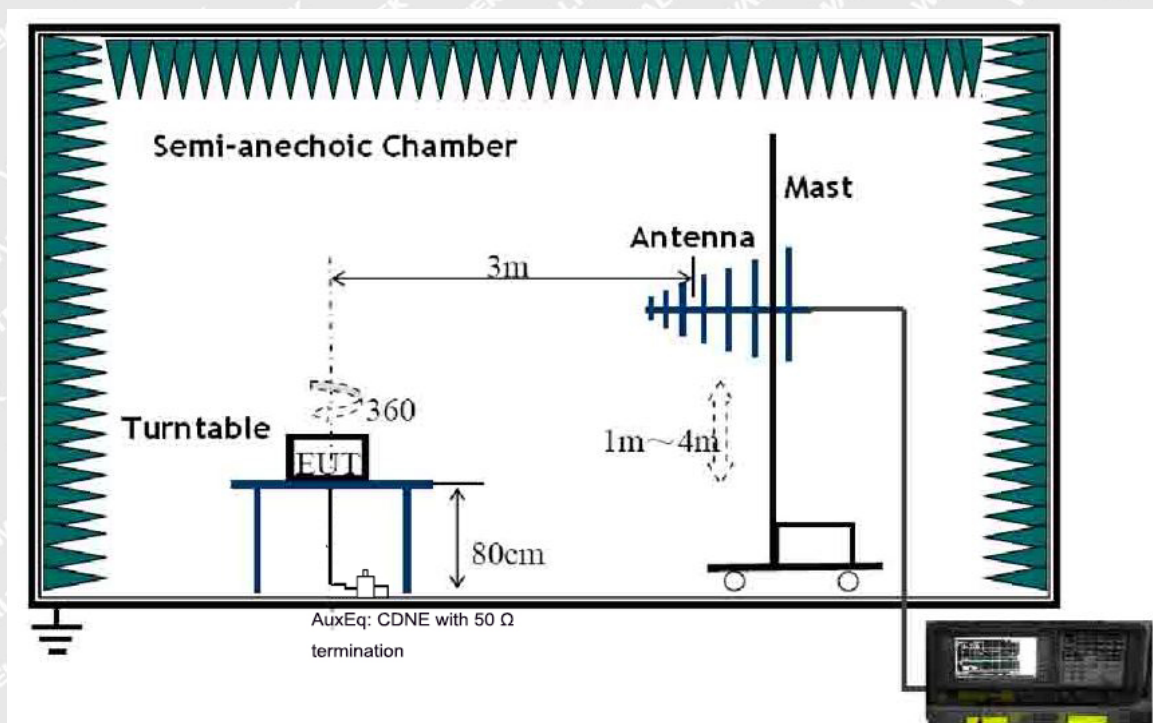 Semi-anechoic Chamber
Mast
Antenna
3m
360
Turntable
1m～4m
EUT
80cm
AuxEq: CDNE with 50 Ω
termination